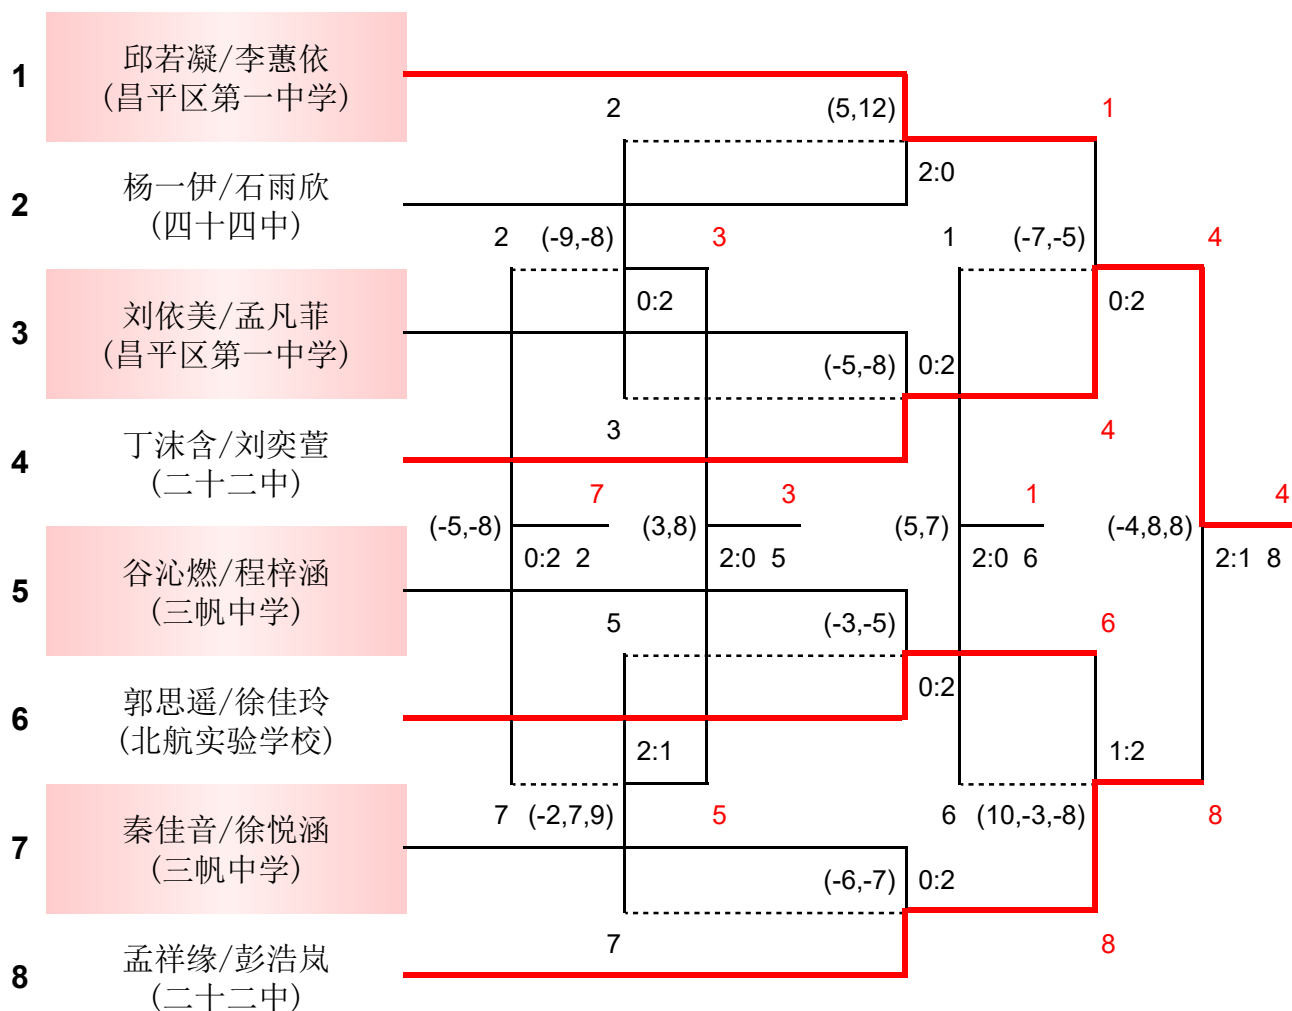 1
邱若凝/李蕙依
(昌平区第一中学)
2 (5,12) 1
2:0
2
杨一伊/石雨欣
(四十四中)
2 (-9,-8) 3 1 (-7,-5) 4
0:2 0:2
3
刘依美/孟凡菲
(昌平区第一中学)
(-5,-8) 0:2
3 4
4
丁沫含/刘奕萱
(二十二中)
7 3 1 4
(-5,-8) (3,8) (5,7) (-4,8,8)
0:2 2 2:0 5 2:0 6 2:1 8
5
谷沁燃/程梓涵
(三帆中学)
5 (-3,-5) 6
0:2
6
郭思遥/徐佳玲
(北航实验学校)
2:1 1:2
7 (-2,7,9) 5 6 (10,-3,-8) 8
7
秦佳音/徐悦涵
(三帆中学)
(-6,-7) 0:2
7 8
8
孟祥缘/彭浩岚
(二十二中)